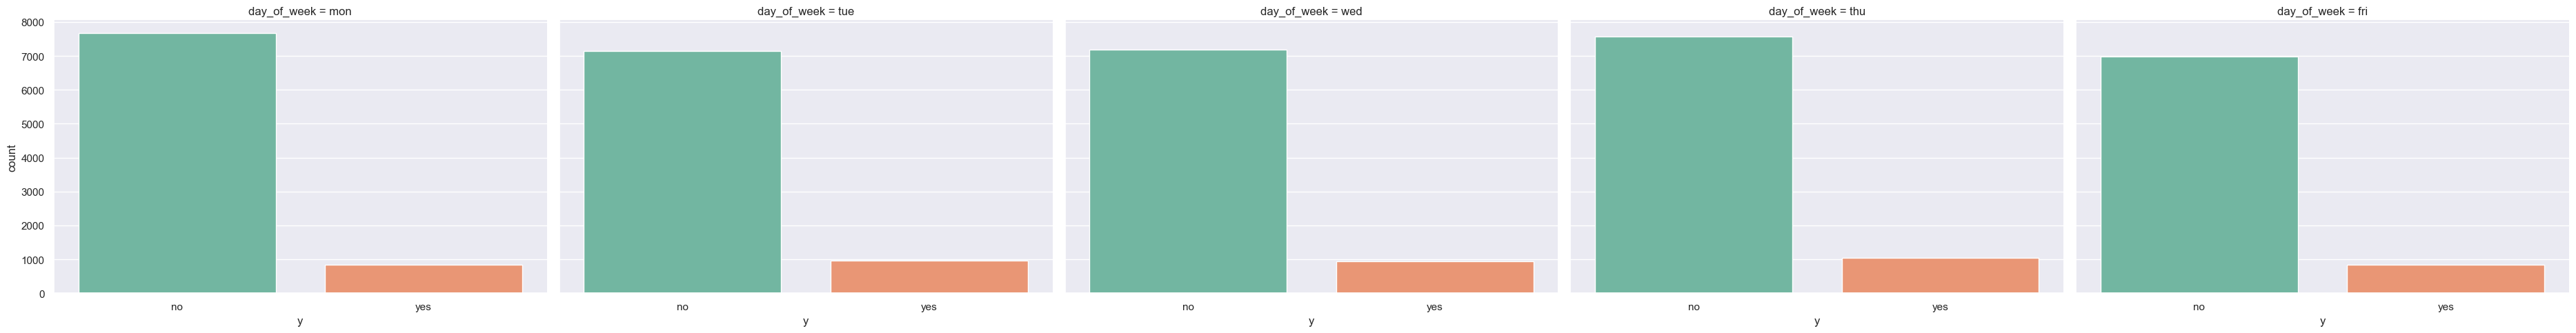 day_of_week = mon
day_of_week = tue
day_of_week = wed
day_of_week = thu
day_of_week = fri
8000
7000
6000
5000
4000
3000
2000
1000
0
count
no yes
no yes
no yes
no yes
no yes
y
y
y
y
y